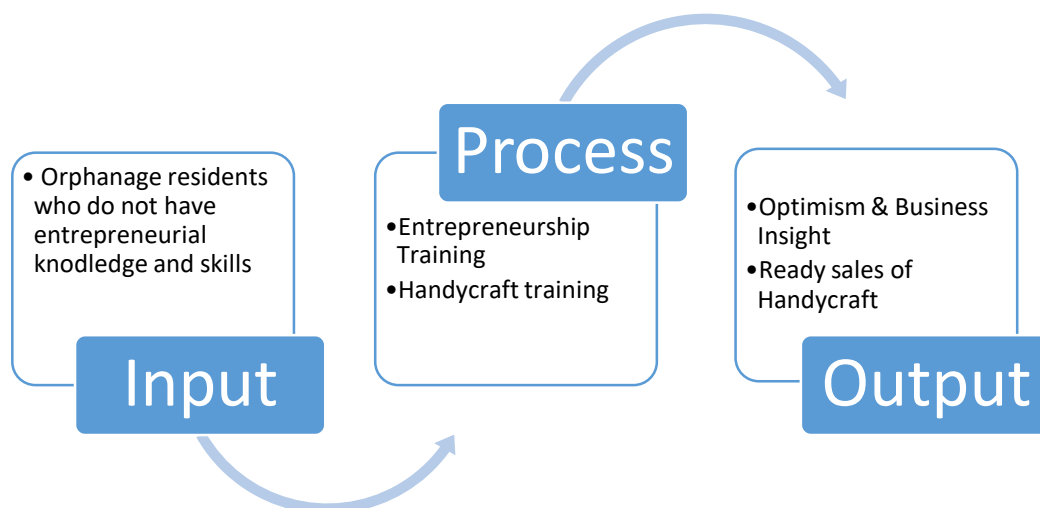 • Orphanage residents
who do not have
entrepreneurial
knodledge and skills
Input
Process
•Entrepreneurship
Training
•Handycraft training
•Optimism & Business
Insight
•Ready sales of
Handycraft
Output